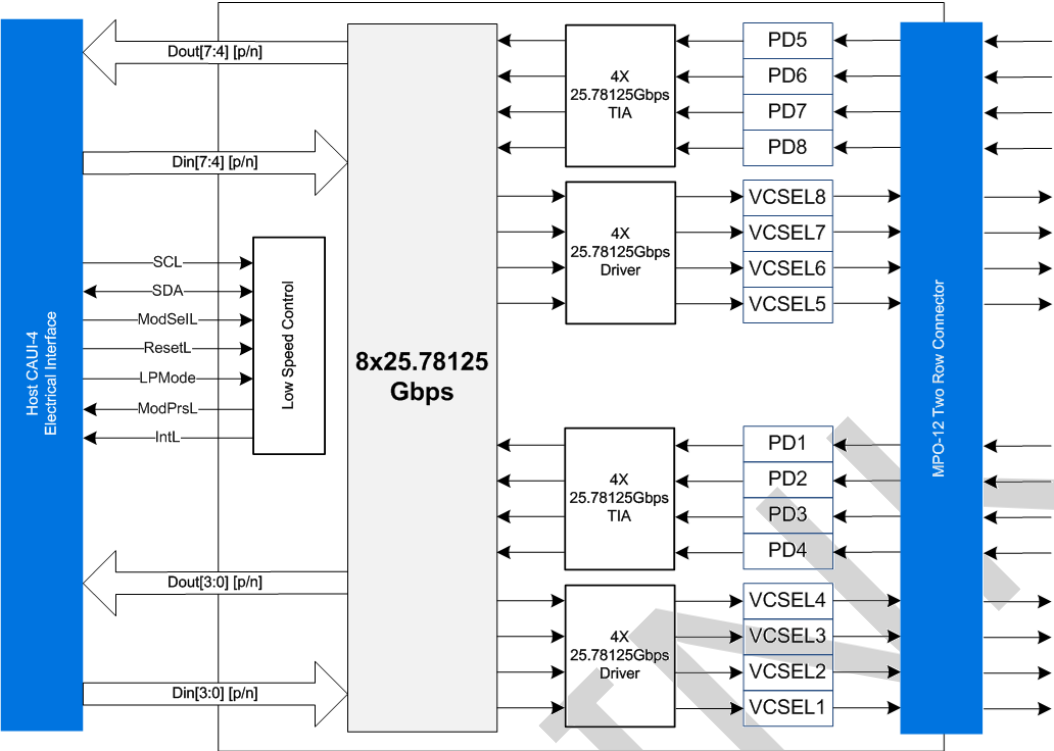 Host CAUI-4
Electrical Interface
Dout[7:4] [p/n]
Din[7:4] [p/n]
SCL
SDA
ModSelL
ResetL
LPMode
ModPrsL
IntL
Low Speed Control
Dout[3:0] [p/n]
Din[3:0] [p/n]
8x25.78125
Gbps
4X
25.78125Gbps
TIA
PD5
PD6
PD7
PD8
4X
25.78125Gbps
Driver
VCSEL8
VCSEL7
VCSEL6
VCSEL5
4X
25.78125Gbps
TIA
PD1
PD2
PD3
PD4
4X
25.78125Gbps
Driver
VCSEL4
VCSEL3
VCSEL2
VCSEL1
MPO-12 Two Row Connector